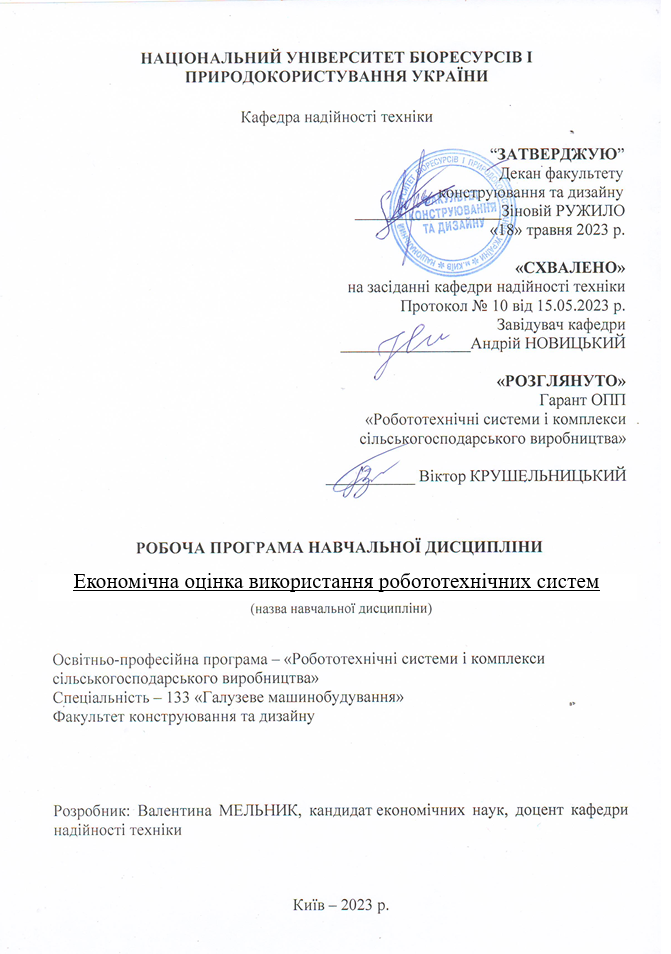 НАЦІОНАЛЬНИЙ УНІВЕРСИТЕТ БІОРЕСУРСІВ І
ПРИРОДОКОРИСТУВАННЯ УКРАЇНИ
Кафедра надійності техніки
“ЗАТВЕРДЖУЮ”
Декан факультету
конструювання та дизайну
Зіновій РУЖИЛО
«18» травня 2023 р.
ФАКУЛЬТЕТ
КОНСТРУЮВАННЯ
ТА ДИЗАЙНУ
«СХВАЛЕНО»
на засіданні кафедри надійності техніки
Протокол № 10 від 15.05.2023 р.
Завідувач кафедри
Андрій НОВИЦЬКИЙ
«РОЗГЛЯНУТО»
Гарант ОПП
«Робототехнічні системи і комплекси
сільськогосподарського виробництва»
Віктор КРУШЕЛЬНИЦЬКИЙ
РОБОЧА ПРОГРАМА НАВЧАЛЬНОЇ ДИСЦИПЛІНИ
Економічна оцінка використання робототехнічних систем
(назва навчальної дисципліни)
Освітньо-професійна програма – «Робототехнічні системи і комплекси
сільськогосподарського виробництва»
Спеціальність – 133 «Галузеве машинобудування»
Факультет конструювання та дизайну
Розробник: Валентина МЕЛЬНИК, кандидат економічних наук, доцент кафедри
надійності техніки
Київ – 2023 р.